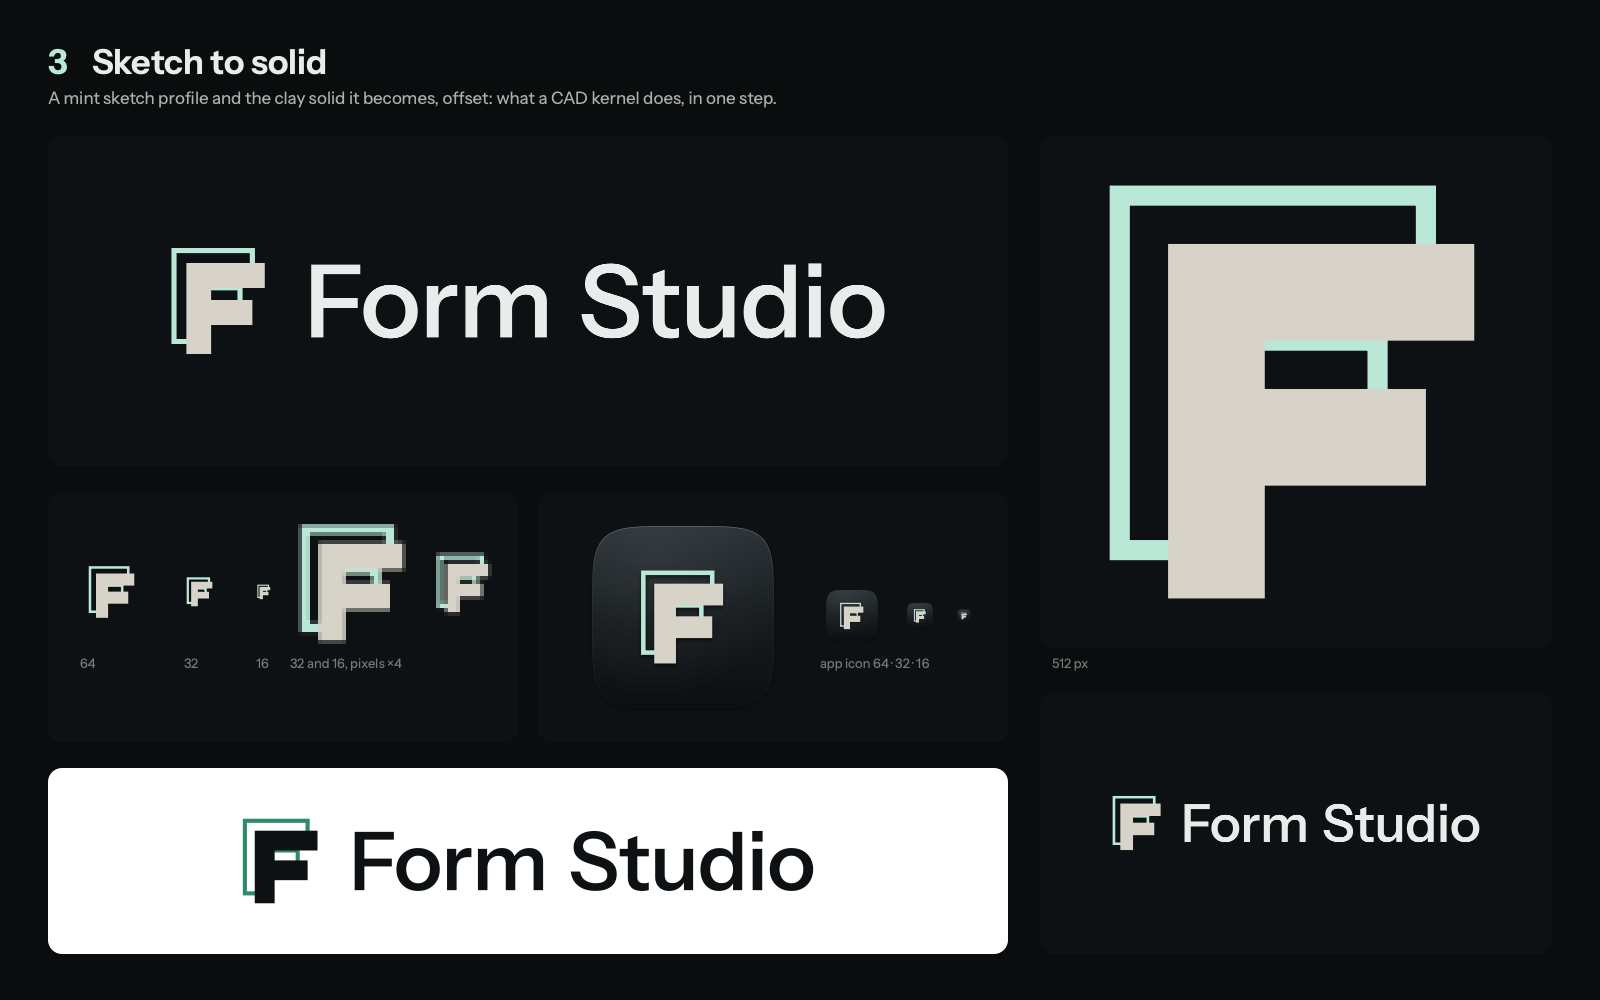 3 Sketch to solid
A mint sketch profile and the clay solid it becomes, offset: what a CAD kernel does, in one step.
F Form Studio
F
64 32 16 32 and 16, pixels ×4
app icon 64·32·16
512 px
F Form Studio
F Form Studio